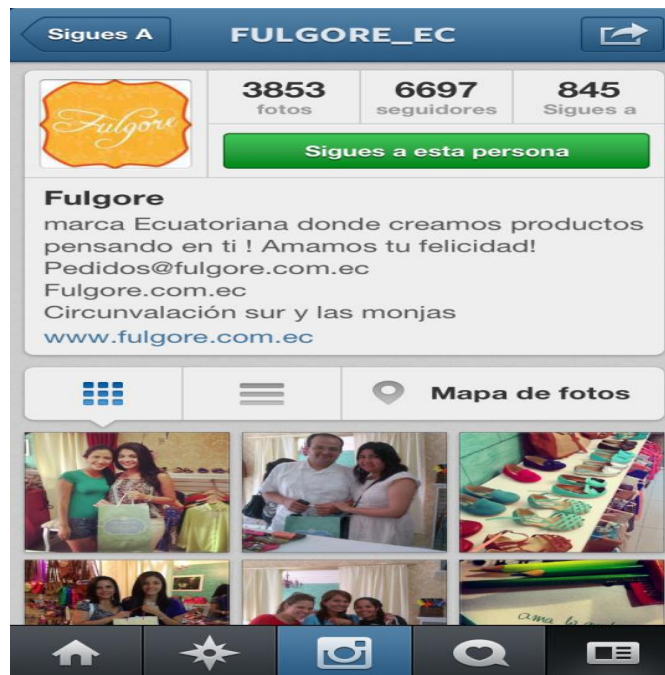 Sigues A
FULGORE_EC
Fulgore
3853
fotos
6697
seguidores
845
Sigues a
Sigues a esta persona
Fulgore
marca Ecuatoriana donde creamos productos
pensando en ti ! Amamos tu felicidad!
Pedidos@fulgore.com.ec
Fulgore.com.ec
Circunvalación sur y las monjas
www.fulgore.com.ec
Mapa de fotos
ama